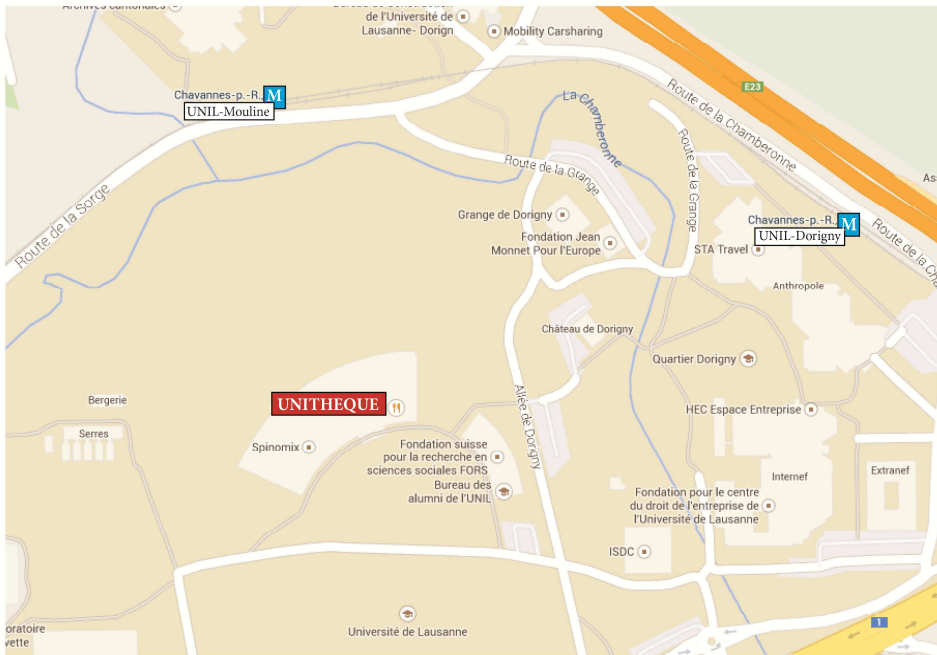 Archives cantonales
Bureau de construction
de l'Université de
Lausanne- Dorign
Mobility Carsharing
E23
Chavannes-p.-R.,
M
UNIL-Mouline
La Chamberonne
Route de la Chamberonne
Route de la Grange
Route de la Grange
Route de la Sorge
Grange de Dorigny
Fondation Jean
Monnet Pour l'Europe
Chavannes-p.-R.,
M
UNIL-Dorigny
STA Travel
Route de la Cha
Anthropole
Château de Dorigny
Quartier Dorigny
Allée de Dorigny
Bergerie
UNITHEQUE
HEC Espace Entreprise
Serres
Spinomix
Fondation suisse
pour la recherche en
sciences sociales FORS
Bureau des
alumni de l'UNIL
Internef
Extranef
Fondation pour le centre
du droit de l'entreprise de
l'Université de Lausanne
ISDC
Université de Lausanne
oratoire
vette
1